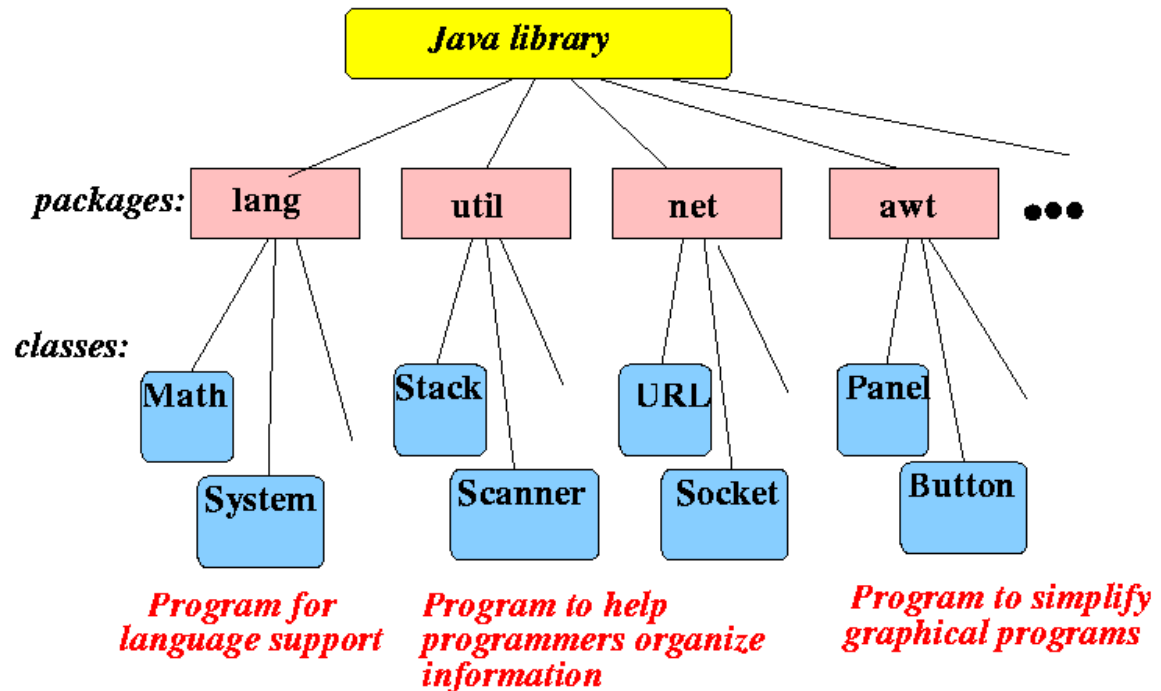 Java library
packages:
lang
util
net
awt
classes:
Math
Stack
URL
Panel
System
Scanner
Socket
Button
Program for
language support
Program to help
programmers organize
information
Program to simplify
graphical programs